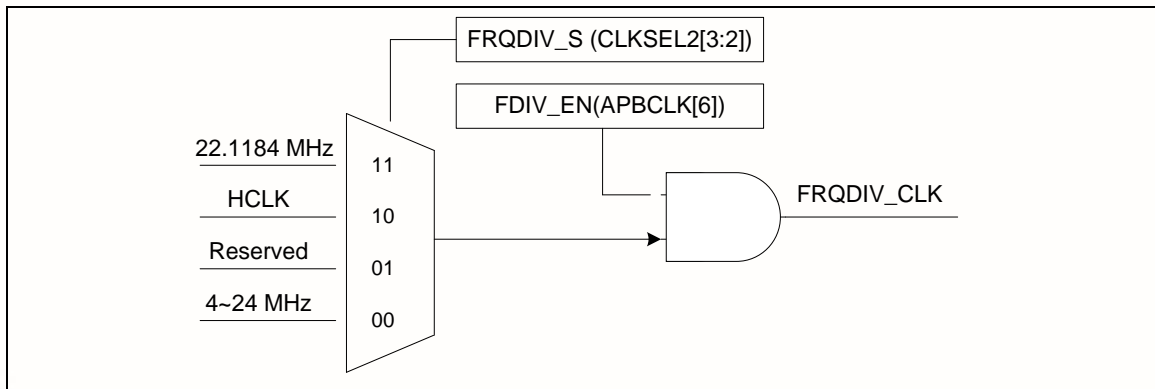 FRQDIV_S (CLKSEL2[3:2])
FDIV_EN(APBCLK[6])
22.1184 MHz
11
HCLK
10
FRQDIV_CLK
Reserved
01
4~24 MHz
00